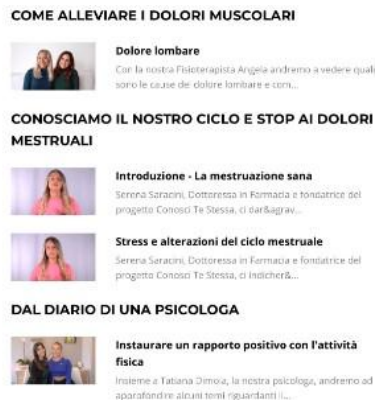 COME ALLEVIARE I DOLORI MUSCOLARI
Dolore lombare
Con la nostra Fisioterapista Angela andremo a vedere quali
sono le cause del dolore lombare e com...
CONOSCIAMO IL NOSTRO CICLO E STOP AI DOLORI
MESTRUALI
Introduzione - La mestruazione sana
Serena Saracini, Dottoressa in Farmacia e fondatrice del
progetto Conosci Te Stessa, ci dar&agrav...
Stress e alterazioni del ciclo mestruale
Serena Saracini, Dottoressa in Farmacia e fondatrice del
progetto Conosci Te Stessa, ci indicher&...
DAL DIARIO DI UNA PSICOLOGA
Instaurare un rapporto positivo con l'attività
fisica
Insieme a Tatiana Dimola, la nostra psicologa, andremo ad
approfondire alcuni temi riguardanti il...